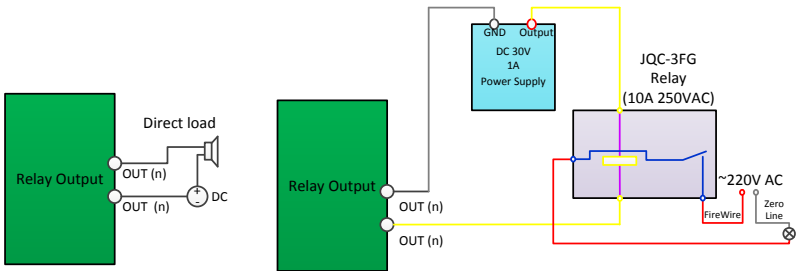 Relay Output
Direct load
OUT (n)
OUT (n)
+
-
DC
Relay Output
OUT (n)
OUT (n)
GND Output
DC 30V
1A
Power Supply
JQC-3FG
Relay
(10A 250VAC)
~220V AC
FireWire
Zero
Line